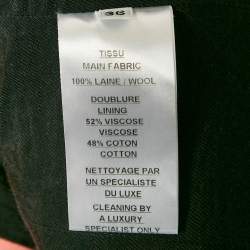 36
TISSU
MAIN FABRIC
100% LAINE / WOOL
DOUBLURE
LINING
52% VISCOSE
VISCOSE
48% COTON
COTTON
NETTOYAGE PAR
UN SPECIALISTE
DU LUXE
CLEANING BY
A LUXURY
SPECIALIST ONLY